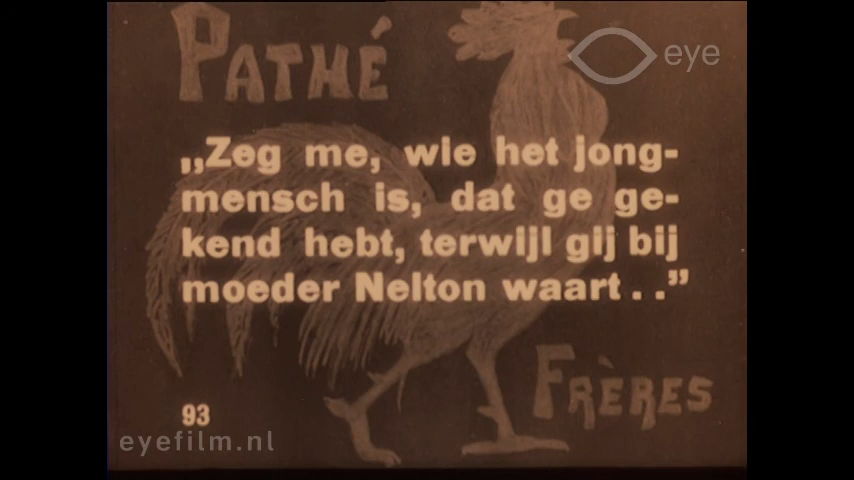 PATHÉ
eye
„Zeg me, wie het jong-
mensch is, dat ge ge-
kend hebt, terwijl gij bij
moeder Nelton waart . .”
FRÈRES
93
eyefilm.nl